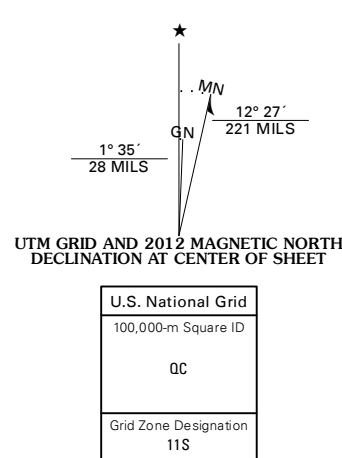 ★
MN
GN
12° 27´
221 MILS
1° 35´
28 MILS
UTM GRID AND 2012 MAGNETIC NORTH
DECLINATION AT CENTER OF SHEET
U.S. National Grid
100,000-m Square ID
QC
Grid Zone Designation
11S